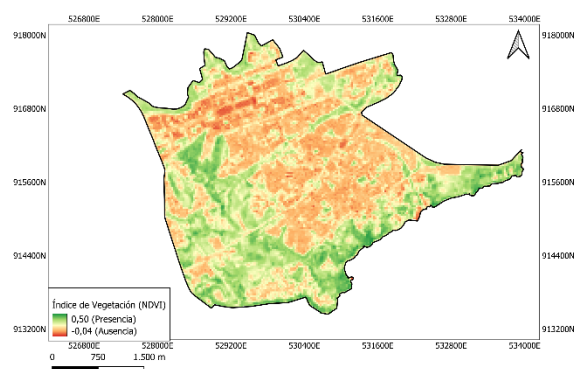 526800E 528000E 529200E 530400E 531600E 532800E 534000E
918000N 918000N
916800N 916800N
915600N 915600N
914400N 914400N
Índice de Vegetación (NDVI)
0,50 (Presencia)
-0,04 (Ausencia)
913200N 913200N
526800E 528000E 529200E 530400E 531600E 532800E 534000E
0 750 1.500 m